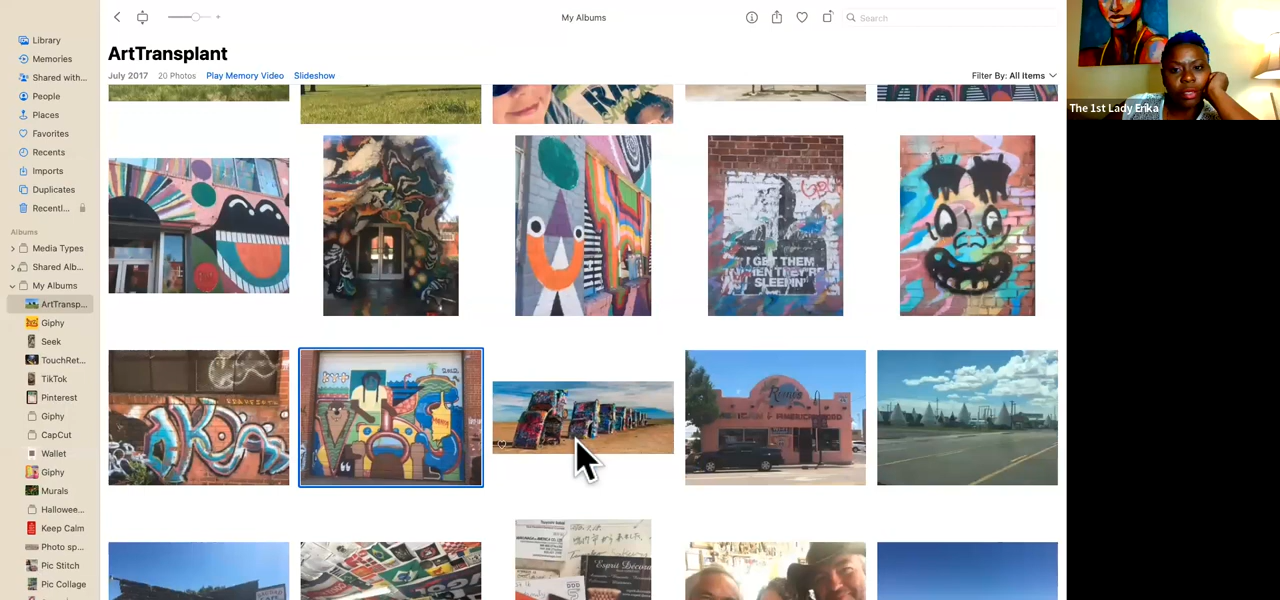 My Albums
Search
ArtTransplant
July 2017 20 Photos Play Memory Video Slideshow
Filter By: All Items
Library
Memories
Shared with...
People
Places
Favorites
Recents
Imports
Duplicates
Recentl...
Albums
Media Types
Shared Alb...
My Albums
ArtTransp...
Giphy
Seek
TouchRet...
TikTok
Pinterest
Giphy
CapCut
Wallet
Giphy
Murals
Hallowee...
Keep Calm
Photo sp...
Pic Stitch
Pic Collage
I GET THEM
WHEN THEY'RE
SLEEPIN'
Esprit Décor
The 1st Lady Erika